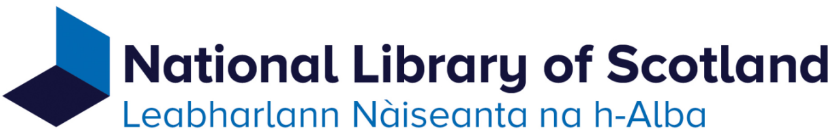 National Library of Scotland
Leabharlann Nàiseanta na h-Alba